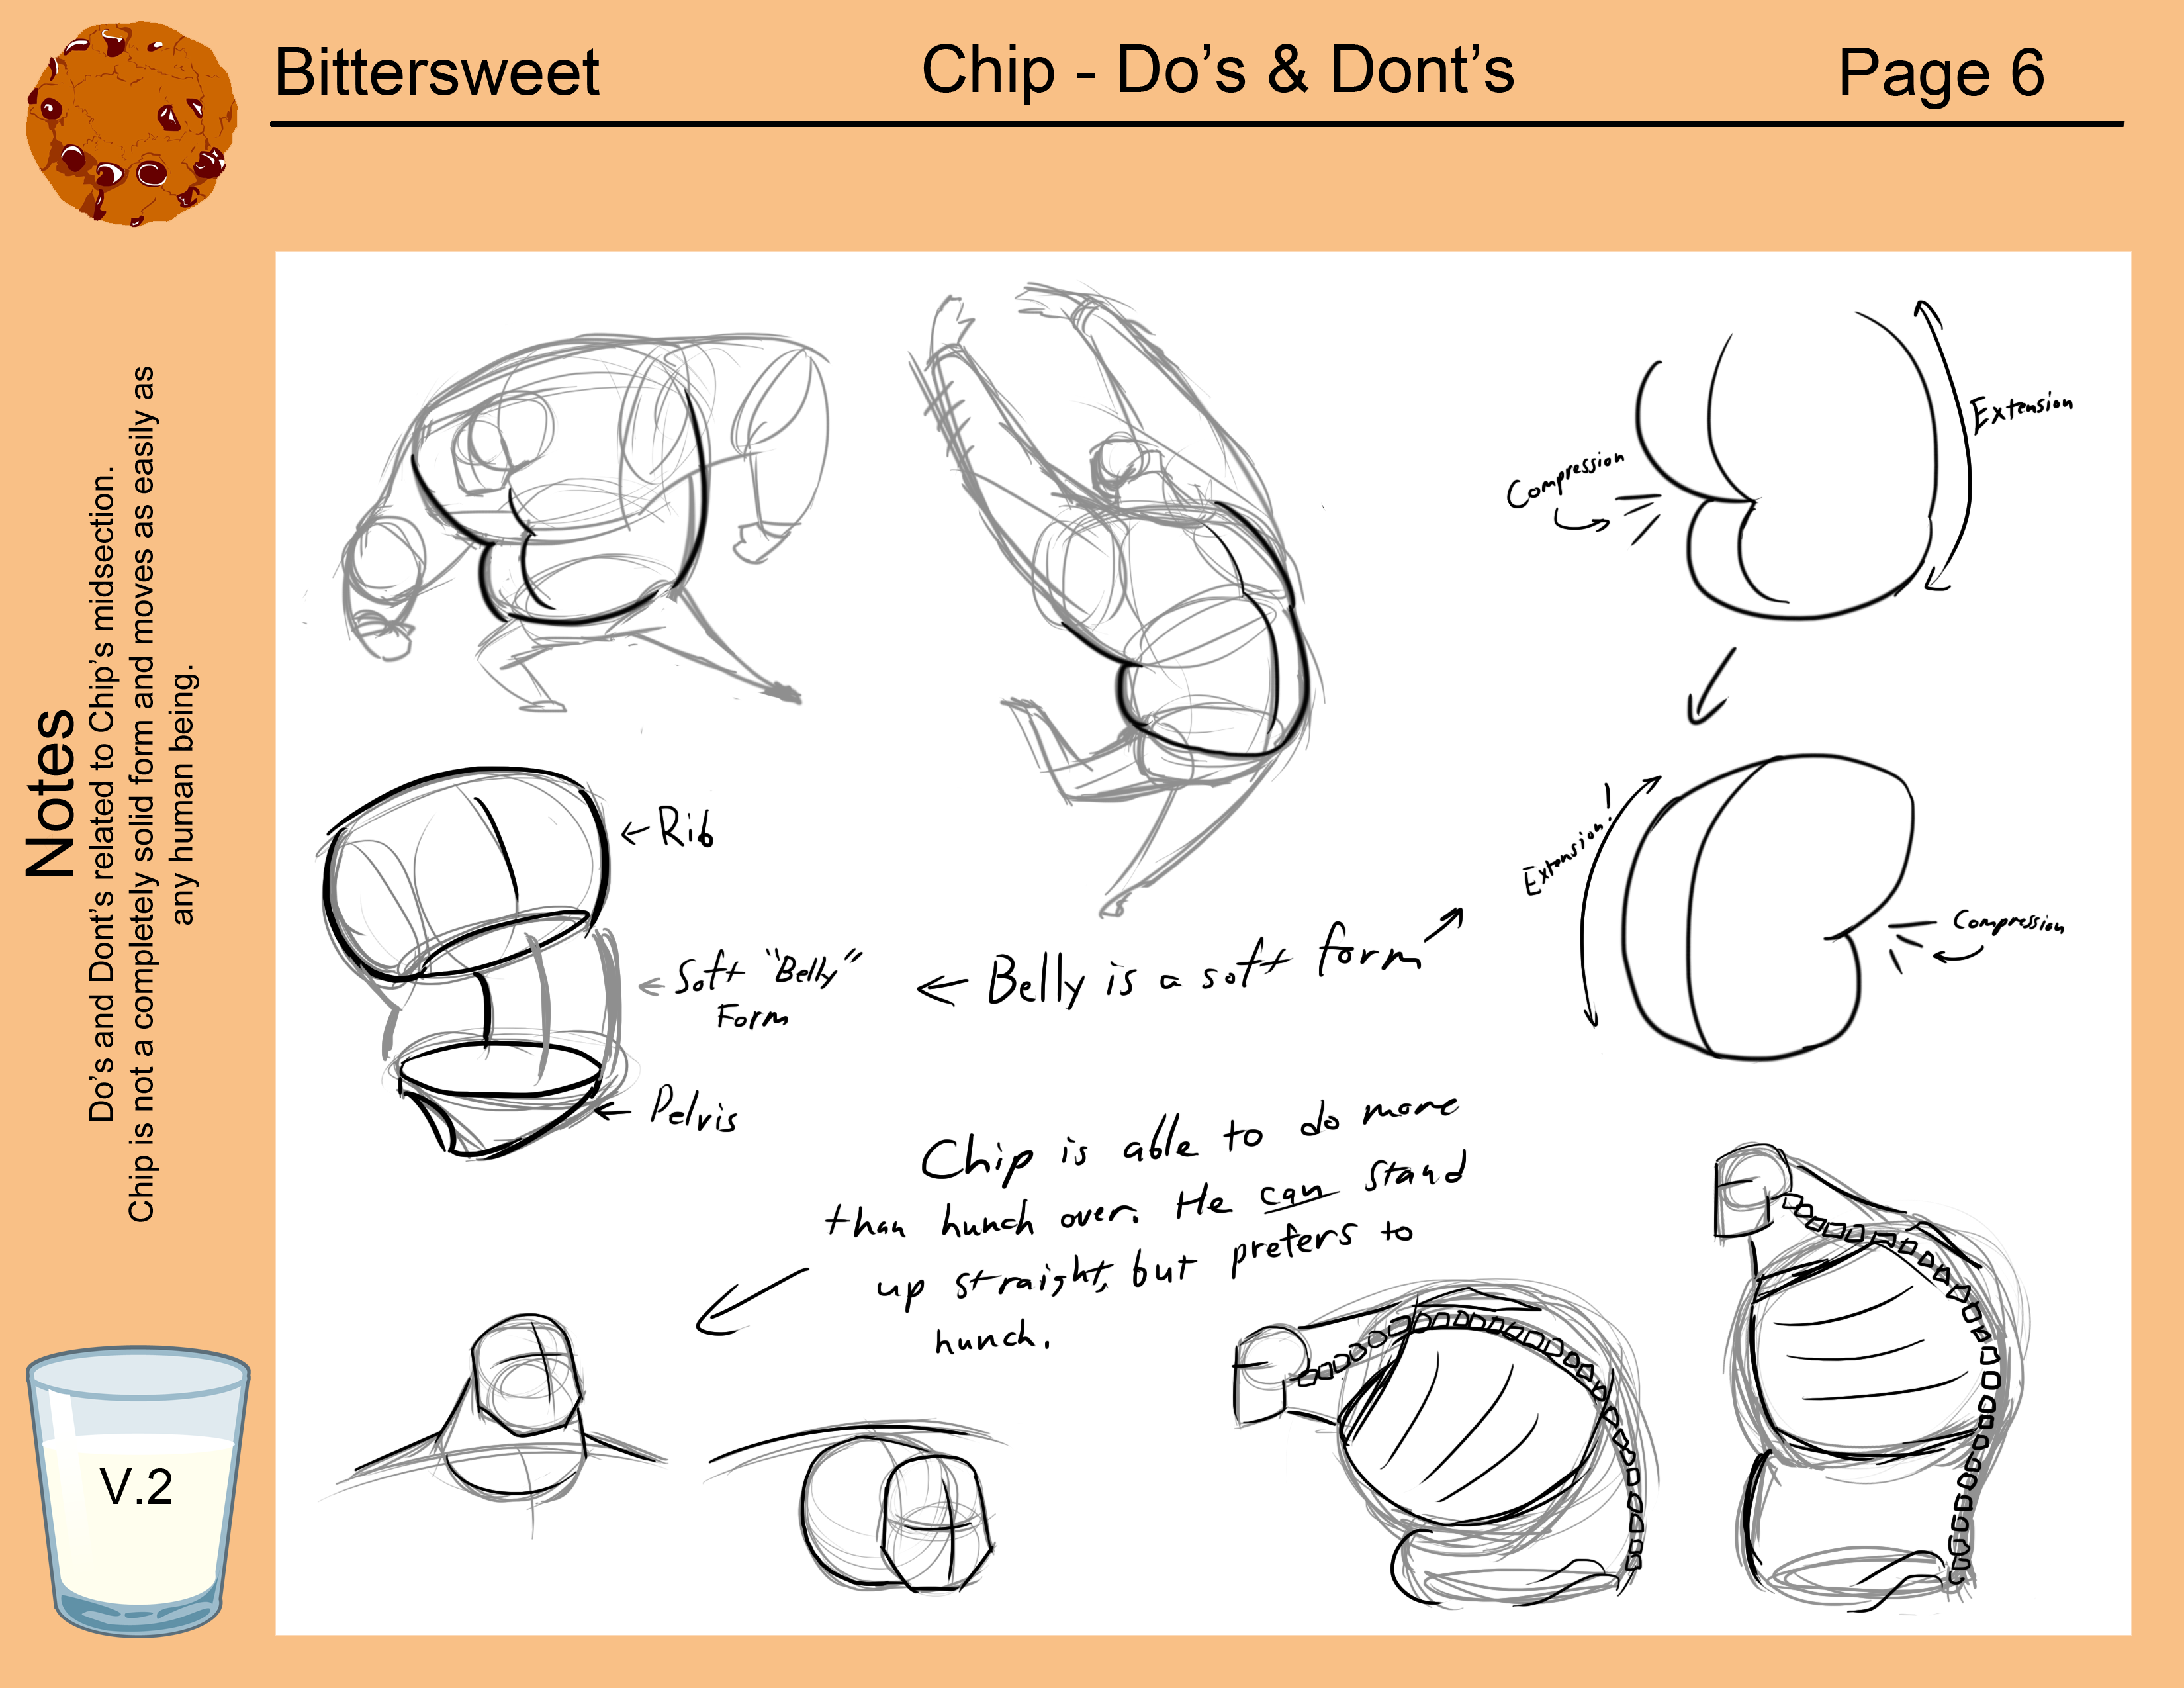 Bittersweet
Chip - Do's & Dont's
Page 6
Notes
Do's and Dont's related to Chip's midsection.
Chip is not a completely solid form and moves as easily as
any human being.
V.2
Extension
Compression
Extension!
Compression
Rib
Soft "Belly"
Form
Pelvis
Belly is a soft form
Chip is able to do more
than hunch over. He can stand
up straight, but prefers to
hunch.